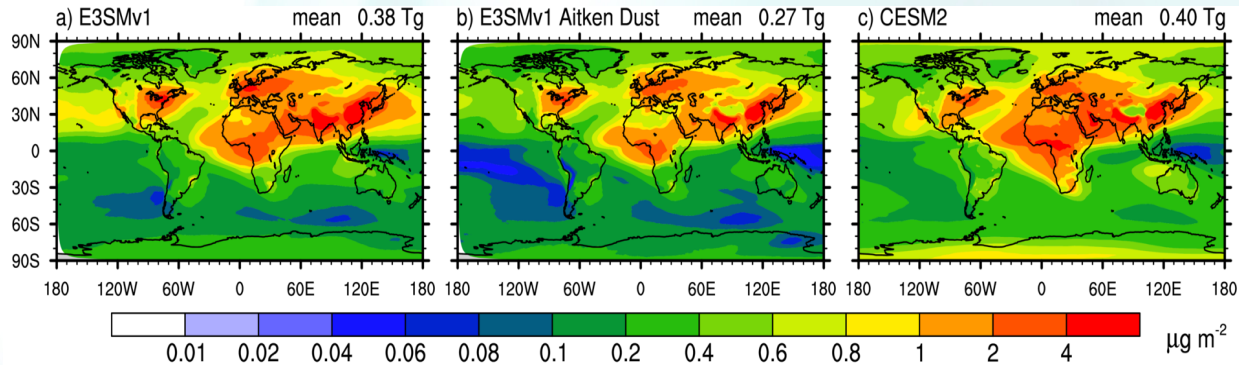 a) E3SMv1 mean 0.38 Tg
b) E3SMv1 Aitken Dust mean 0.27 Tg
c) CESM2 mean 0.40 Tg
90N
60N
30N
0
30S
60S
90S
180 120W 60W 0 60E 120E 180
180 120W 60W 0 60E 120E 180
180 120W 60W 0 60E 120E 180
0.01 0.02 0.04 0.06 0.08 0.1 0.2 0.4 0.6 0.8 1 2 4
µg m⁻²